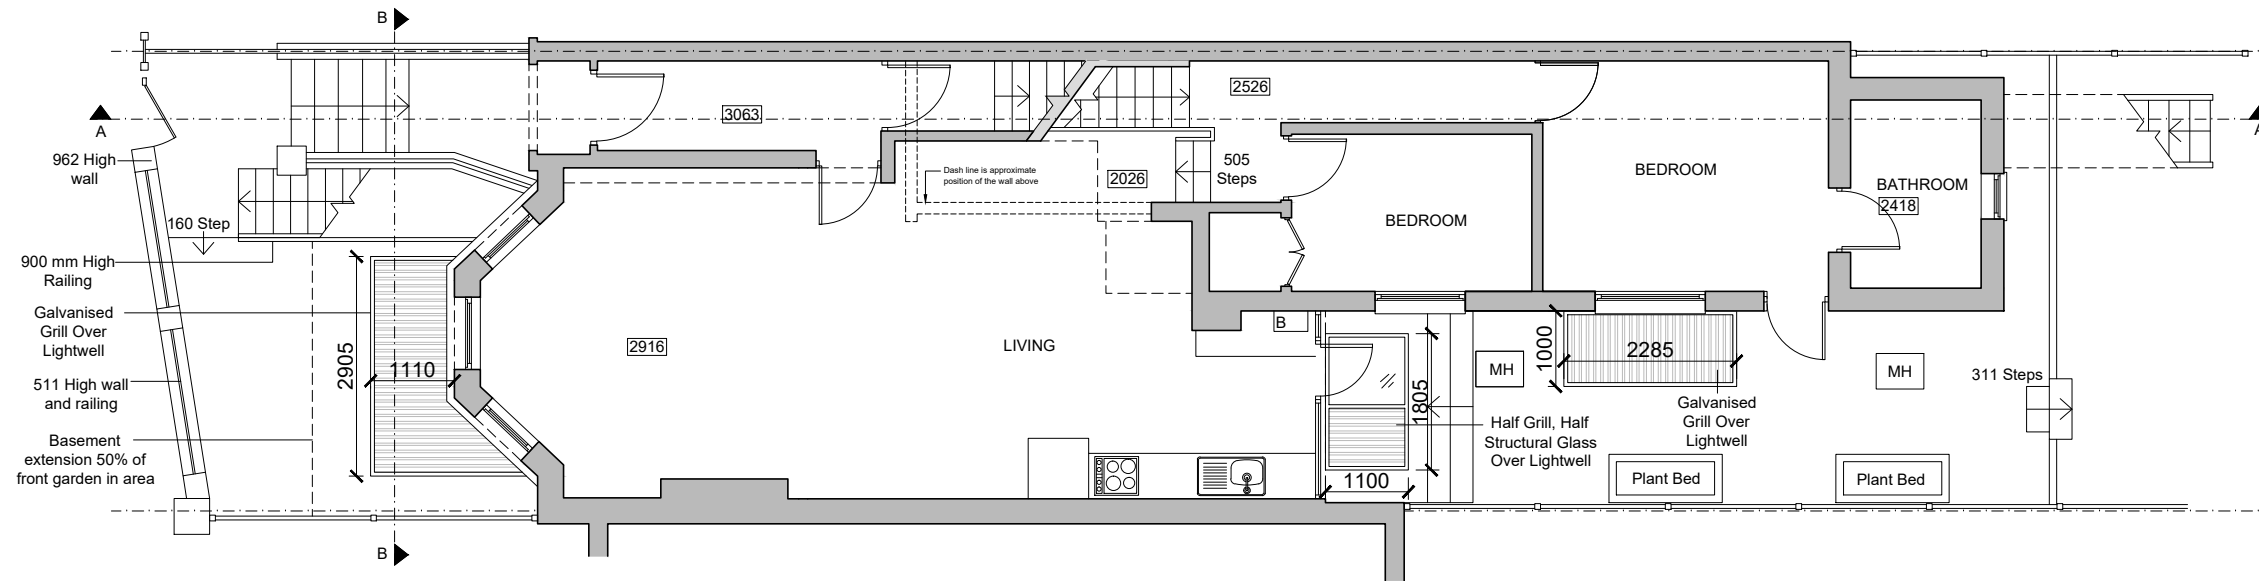 B
A
962 High
wall
160 Step
900 mm High
Railing
Galvanised
Grill Over
Lightwell
511 High wall
and railing
Basement
extension 50% of
front garden in area
2905
1110
B
3063
2916
Dash line is approximate
position of the wall above
2026
505
Steps
2526
LIVING
BEDROOM
BEDROOM
BATHROOM
2418
B
1805
1100
Half Grill, Half
Structural Glass
Over Lightwell
MH
1000
2285
Galvanised
Grill Over
Lightwell
MH
311 Steps
Plant Bed
Plant Bed
A